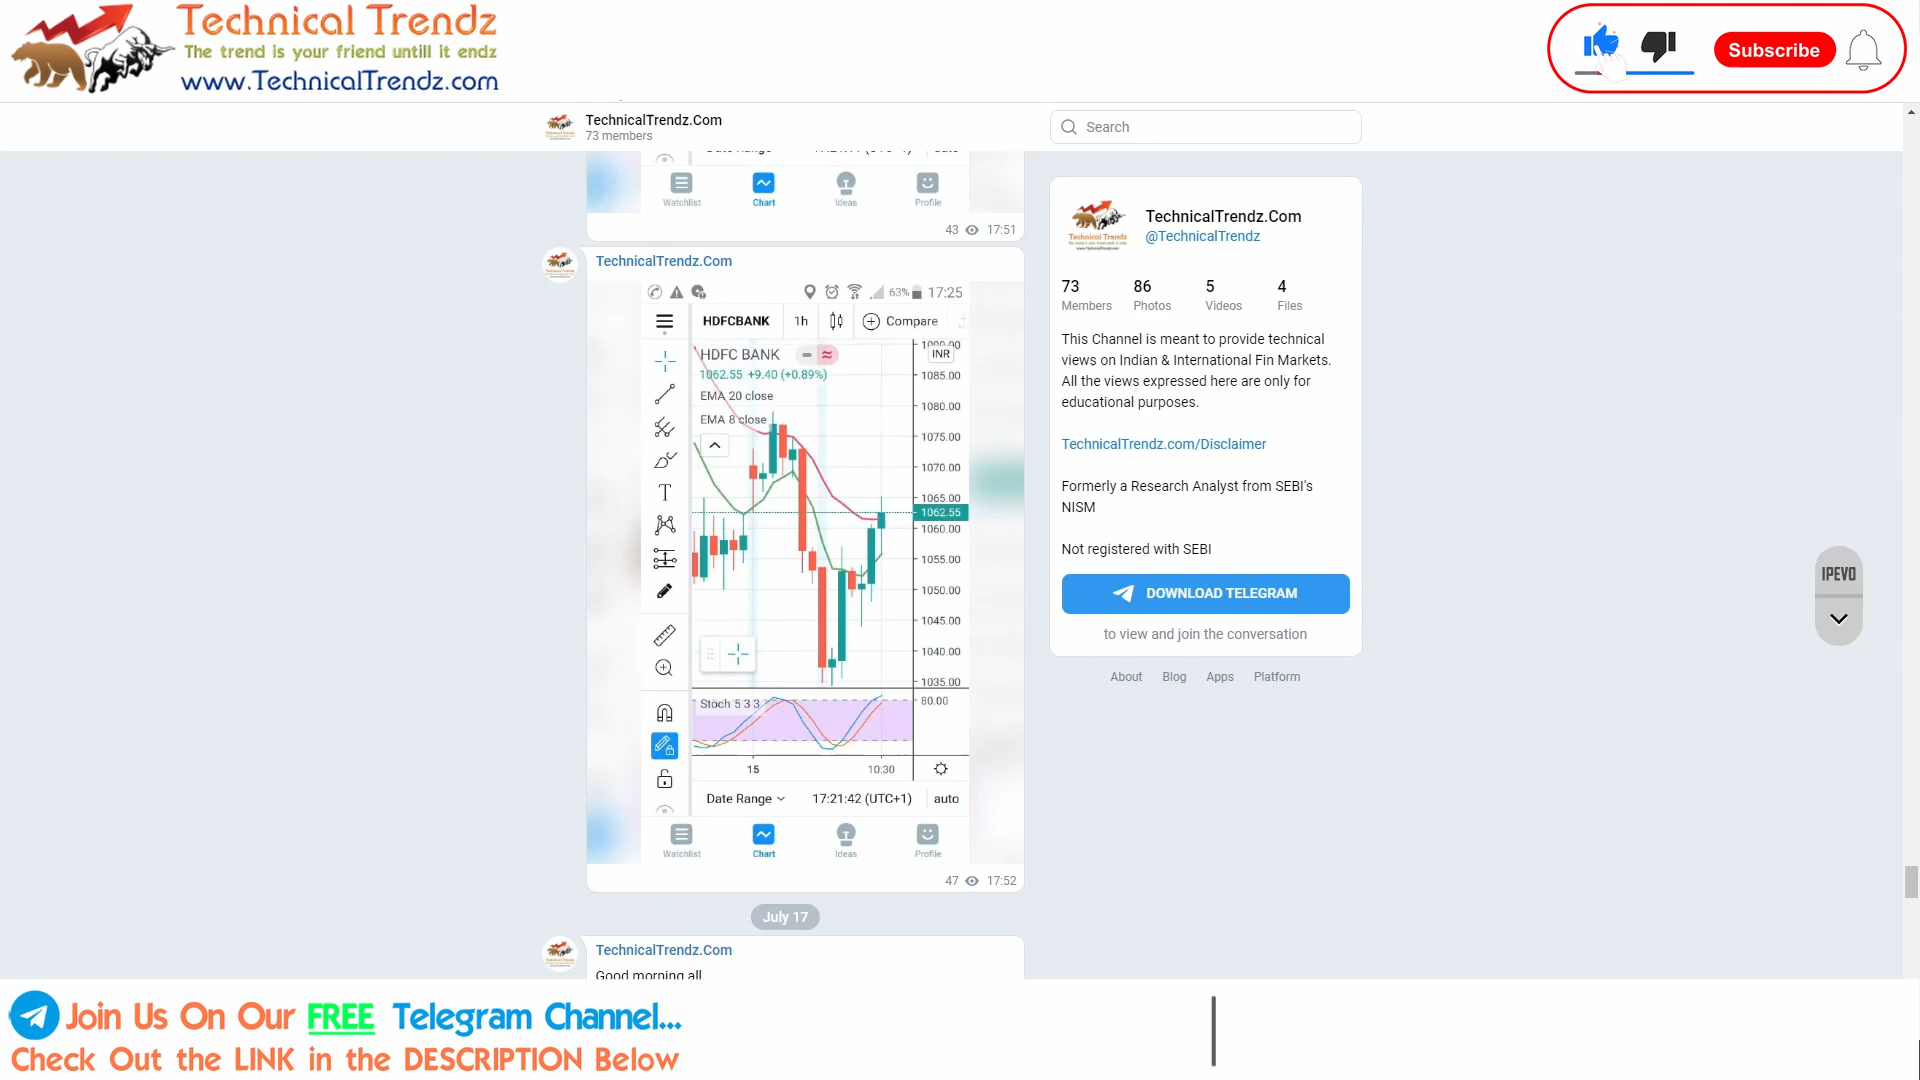 Technical Trendz
The trend is your friend untill it endz
www.TechnicalTrendz.com
Subscribe
TechnicalTrendz.Com
73 members
Search
Watchlist Chart Ideas Profile
43 17:51
TechnicalTrendz.Com
63% 17:25
HDFCBANK 1h Compare
HDFC BANK
INR
1062.55 +9.40 (+0.89%)
EMA 20 close
EMA 8 close
1085.00
1080.00
1075.00
1070.00
1065.00
1062.55
1060.00
1055.00
1050.00
1045.00
1040.00
1035.00
Stoch 5 3 3
80.00
15 10:30
Date Range 17:21:42 (UTC+1) auto
Watchlist Chart Ideas Profile
47 17:52
July 17
TechnicalTrendz.Com
Good morning all
TechnicalTrendz.Com
@TechnicalTrendz
73 86 5 4
Members Photos Videos Files
This Channel is meant to provide technical
views on Indian & International Fin Markets.
All the views expressed here are only for
educational purposes.
TechnicalTrendz.com/Disclaimer
Formerly a Research Analyst from SEBI's
NISM
Not registered with SEBI
DOWNLOAD TELEGRAM
to view and join the conversation
About Blog Apps Platform
IPEVO
Join Us On Our FREE Telegram Channel...
Check Out the LINK in the DESCRIPTION Below